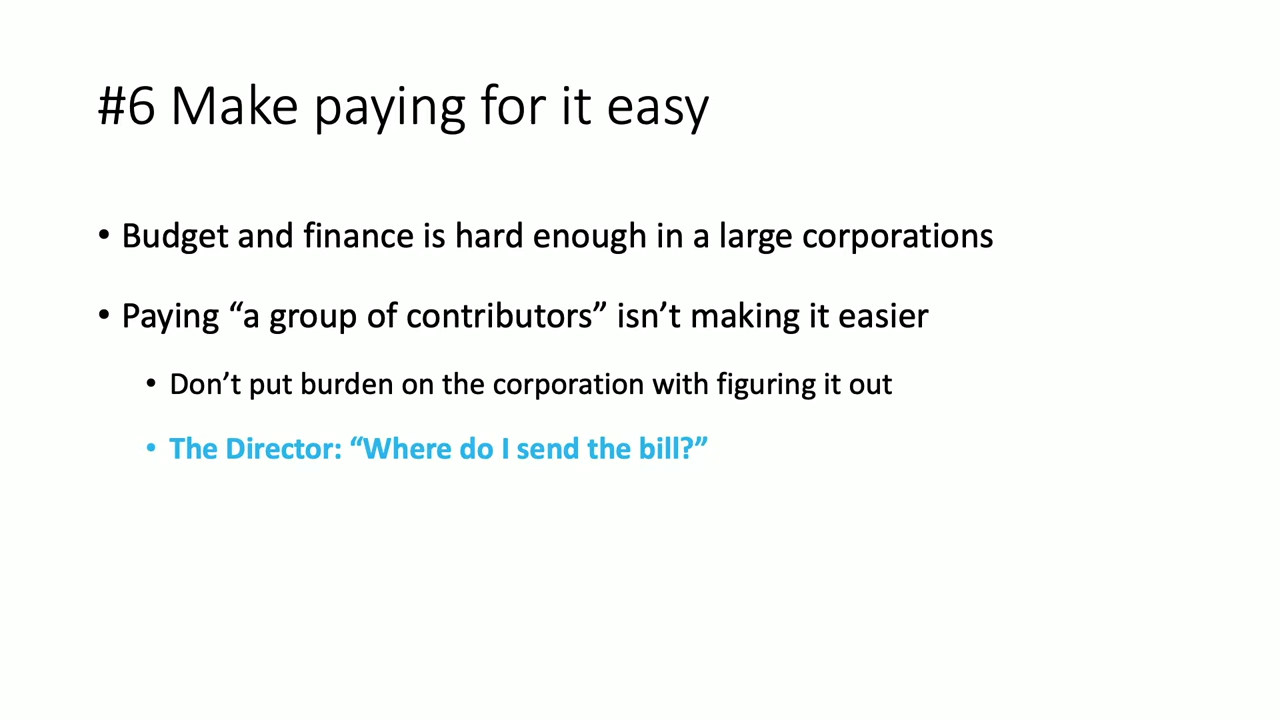 #6 Make paying for it easy
• Budget and finance is hard enough in a large corporations
• Paying “a group of contributors” isn’t making it easier
• Don’t put burden on the corporation with figuring it out
• The Director: “Where do I send the bill?”